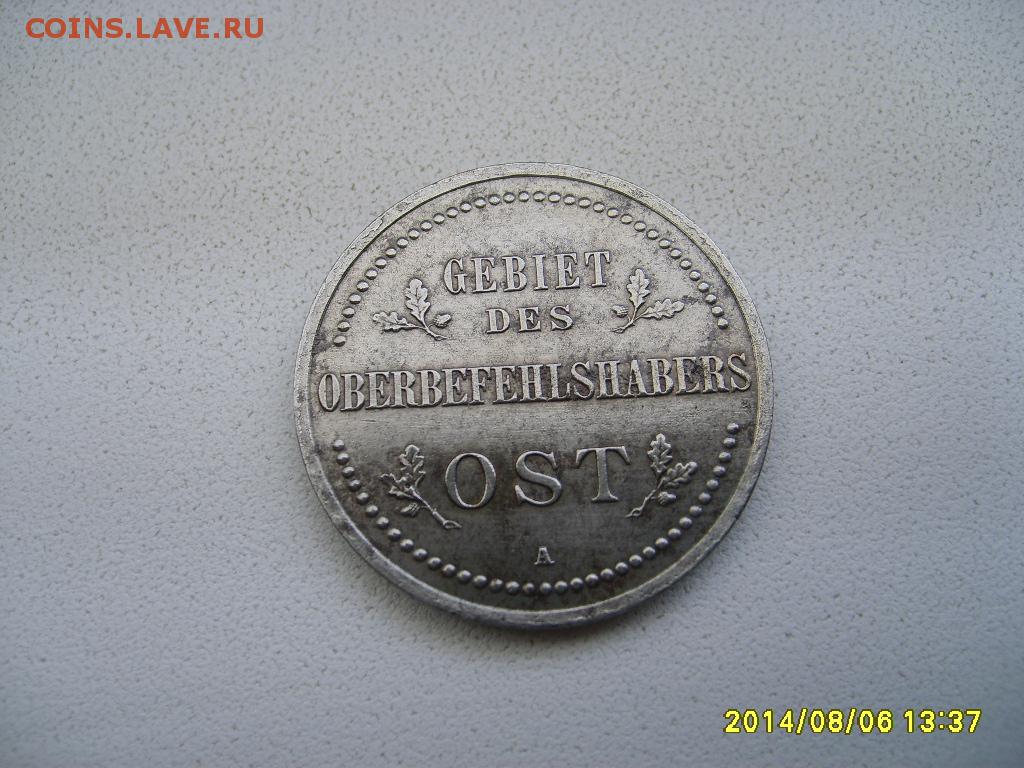 COINS.LAVE.RU
GEBIET
DES
OBERBEFEHLSHABERS
OST
A
2014/08/06 13:37